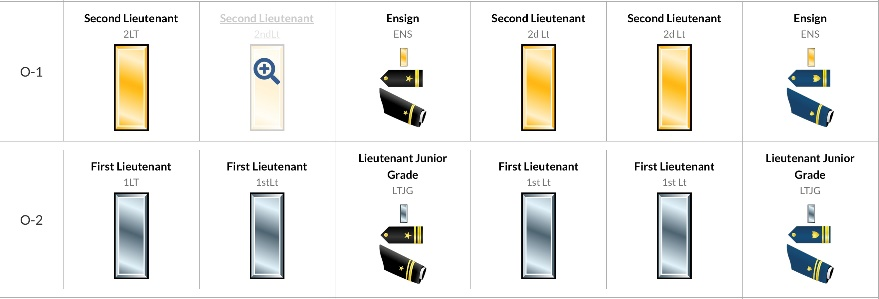 O-1
Second Lieutenant
2LT
Second Lieutenant
2ndLt
Ensign
ENS
Second Lieutenant
2d Lt
Second Lieutenant
2d Lt
Ensign
ENS
O-2
First Lieutenant
1LT
First Lieutenant
1stLt
Lieutenant Junior
Grade
LTJG
First Lieutenant
1st Lt
First Lieutenant
1st Lt
Lieutenant Junior
Grade
LTJG